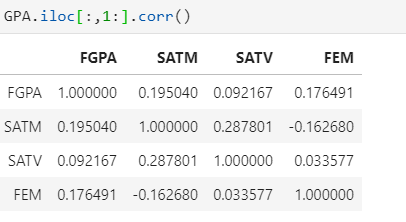 GPA.iloc[:,1:].corr()
FGPA SATM SATV FEM
FGPA 1.000000 0.195040 0.092167 0.176491
SATM 0.195040 1.000000 0.287801 -0.162680
SATV 0.092167 0.287801 1.000000 0.033577
FEM 0.176491 -0.162680 0.033577 1.000000